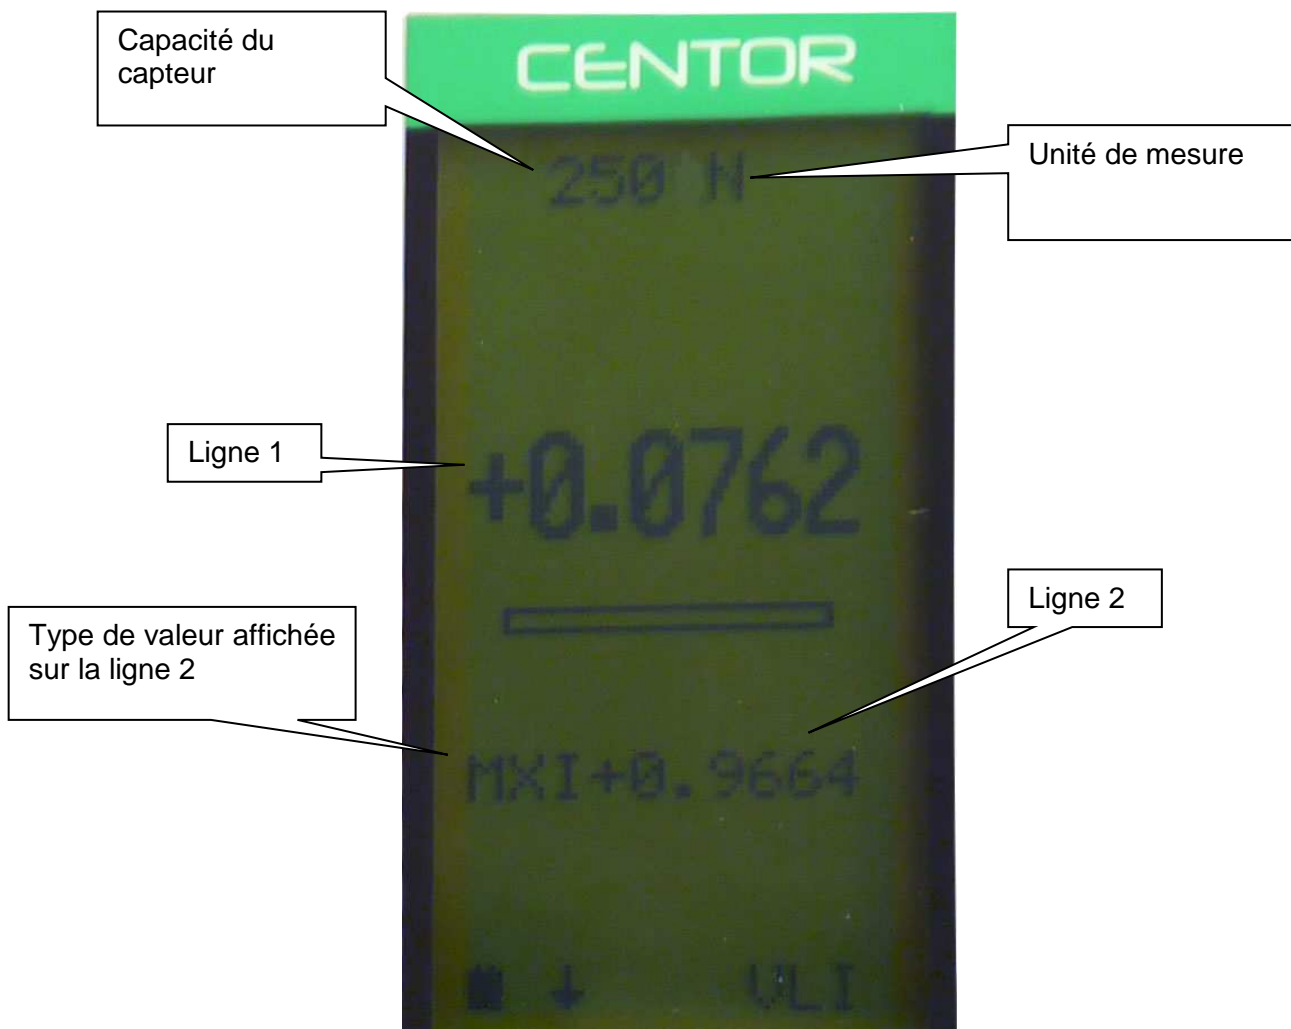 Capacité du
capteur
CENTOR
250 N
Unité de mesure
Ligne 1
+0.0762
Ligne 2
Type de valeur affichée
sur la ligne 2
MXI+0.9664
VLI